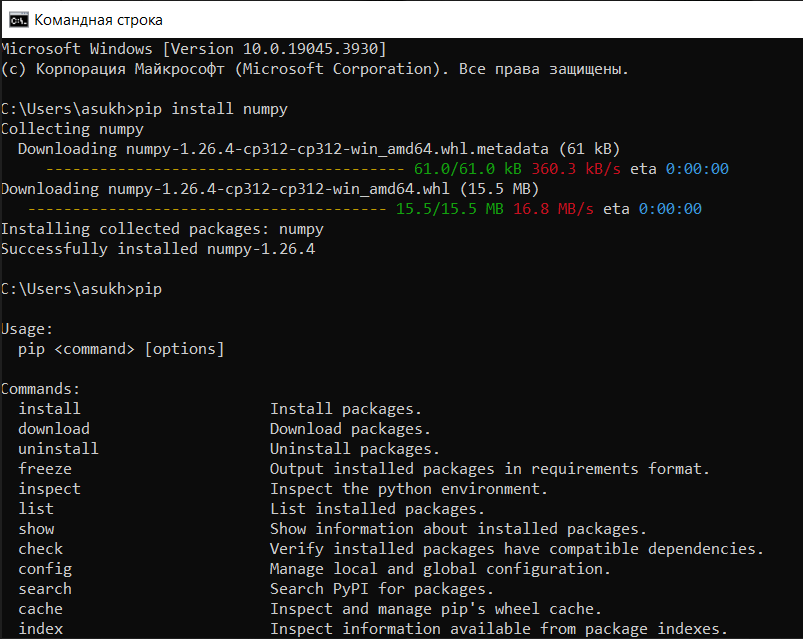 Командная строка
Microsoft Windows [Version 10.0.19045.3930]
(c) Корпорация Майкрософт (Microsoft Corporation). Все права защищены.
C:\Users\asukh>pip install numpy
Collecting numpy
  Downloading numpy-1.26.4-cp312-cp312-win_amd64.whl.metadata (61 kB)
     ---------------------------------------- 61.0/61.0 kB 360.3 kB/s eta 0:00:00
Downloading numpy-1.26.4-cp312-cp312-win_amd64.whl (15.5 MB)
   ---------------------------------------- 15.5/15.5 MB 16.8 MB/s eta 0:00:00
Installing collected packages: numpy
Successfully installed numpy-1.26.4
C:\Users\asukh>pip
Usage:
  pip <command> [options]
Commands:
  install                     Install packages.
  download                    Download packages.
  uninstall                   Uninstall packages.
  freeze                      Output installed packages in requirements format.
  inspect                     Inspect the python environment.
  list                        List installed packages.
  show                        Show information about installed packages.
  check                       Verify installed packages have compatible dependencies.
  config                      Manage local and global configuration.
  search                      Search PyPI for packages.
  cache                       Inspect and manage pip's wheel cache.
  index                       Inspect information available from package indexes.